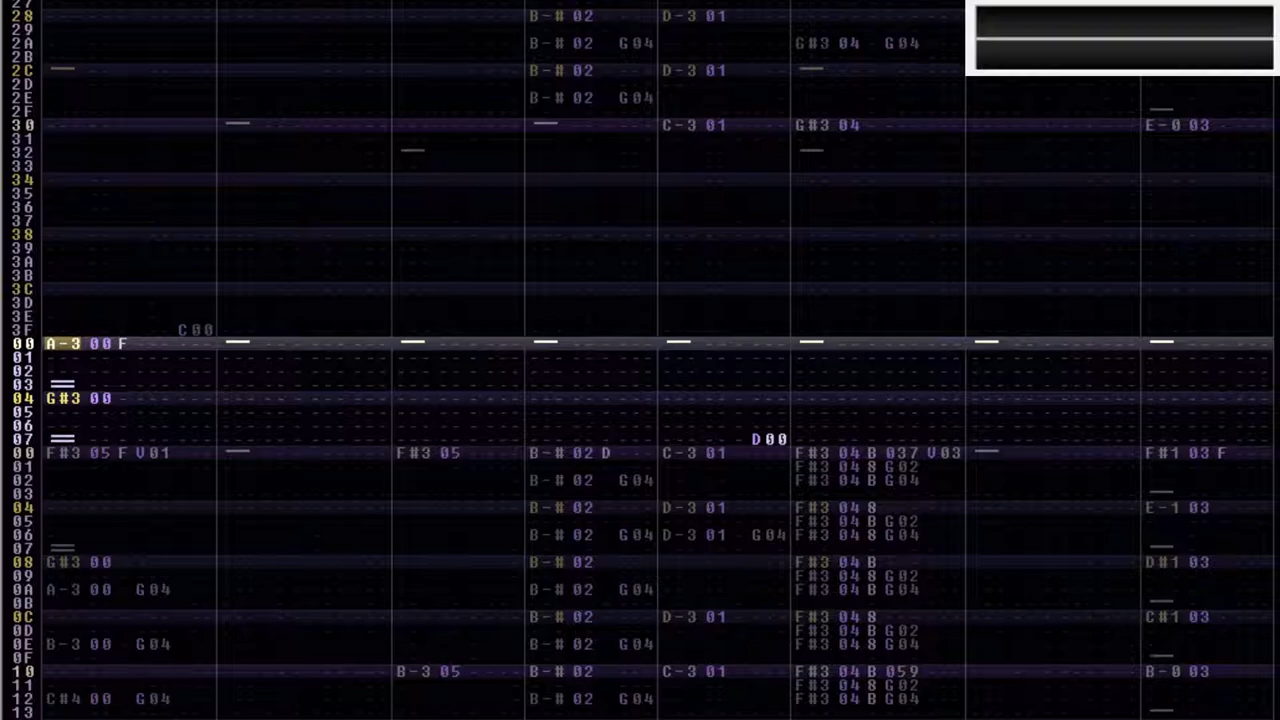 27
28 B-# 02 D-3 01
29
2A B-# 02 G04 G#3 04 G04
2B
2C B-# 02 D-3 01
2D
2E B-# 02 G04
2F
30 C-3 01 G#3 04 E-0 03
31
32
33
34
35
36
37
38
39
3A
3B
3C
3D
3E
3F C00
00 A-3 00 F
01
02
03
04 G#3 00
05
06
07 D00
00 F#3 05 F V01 F#3 05 B-# 02 D C-3 01 F#3 04 B 037 V03 F#1 03 F
01 F#3 04 8 G02
02 B-# 02 G04 F#3 04 B G04
03
04 B-# 02 D-3 01 F#3 04 8 E-1 03
05 F#3 04 B G02
06 B-# 02 G04 D-3 01 G04 F#3 04 8 G04
07
08 G#3 00 B-# 02 F#3 04 B D#1 03
09 F#3 04 8 G02
0A A-3 00 G04 B-# 02 G04 F#3 04 B G04
0B
0C B-# 02 D-3 01 F#3 04 8 C#1 03
0D F#3 04 B G02
0E B-3 00 G04 B-# 02 G04 F#3 04 8 G04
0F
10 B-3 05 B-# 02 C-3 01 F#3 04 B 059 B-0 03
11 F#3 04 8 G02
12 C#4 00 G04 B-# 02 G04 F#3 04 B G04
13